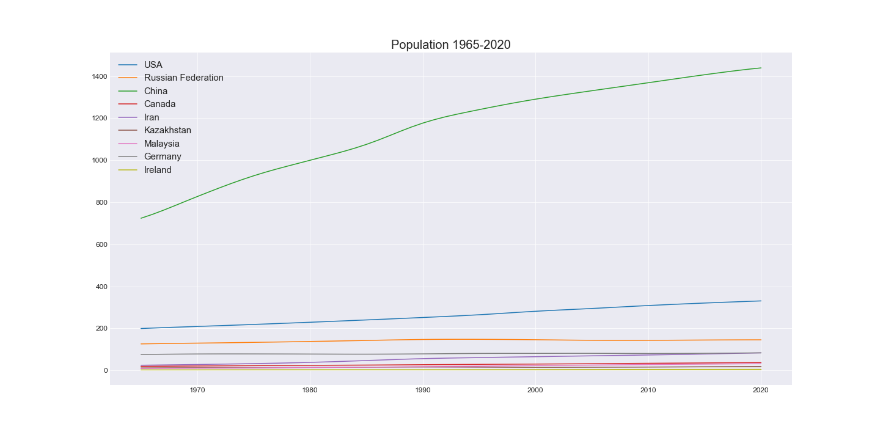 Population 1965-2020
USA
Russian Federation
China
Canada
Iran
Kazakhstan
Malaysia
Germany
Ireland
1400
1200
1000
800
600
400
200
0
1970 1980 1990 2000 2010 2020